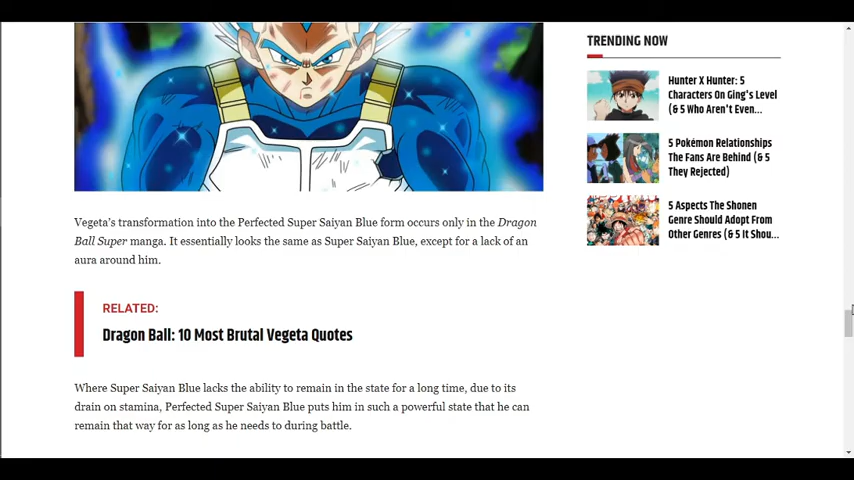 TRENDING NOW
Hunter X Hunter: 5
Characters On Ging's Level
(& 5 Who Aren't Even...
5 Pokémon Relationships
The Fans Are Behind (& 5
They Rejected)
5 Aspects The Shonen
Genre Should Adopt From
Other Genres (& 5 It Shou...
Vegeta's transformation into the Perfected Super Saiyan Blue form occurs only in the Dragon
Ball Super manga. It essentially looks the same as Super Saiyan Blue, except for a lack of an
aura around him.
RELATED:
Dragon Ball: 10 Most Brutal Vegeta Quotes
Where Super Saiyan Blue lacks the ability to remain in the state for a long time, due to its
drain on stamina, Perfected Super Saiyan Blue puts him in such a powerful state that he can
remain that way for as long as he needs to during battle.